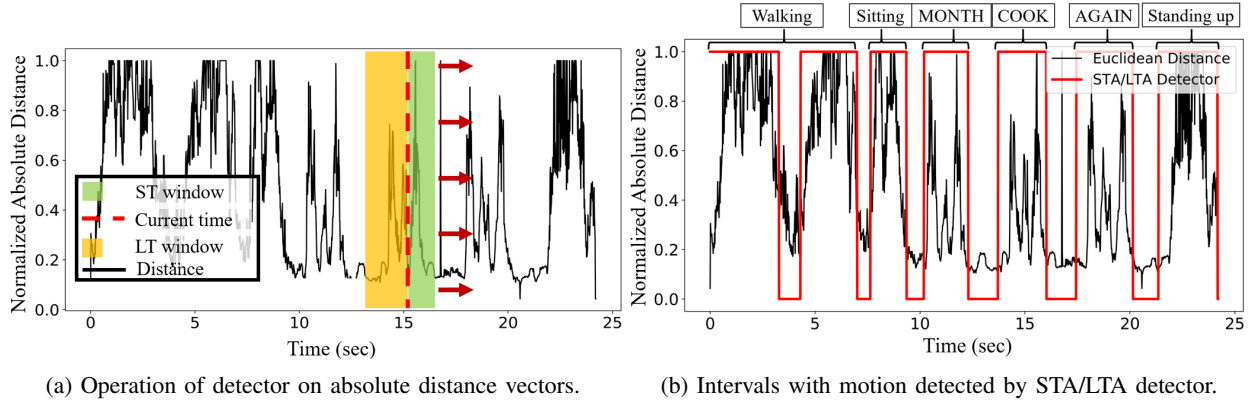 Normalized Absolute Distance
1.0
0.8
0.6
0.4
0.2
0.0
ST window
Current time
LT window
Distance
0 5 10 15 20 25
Time (sec)
(a) Operation of detector on absolute distance vectors.
Walking Sitting MONTH COOK AGAIN Standing up
Normalized Absolute Distance
1.0
0.8
0.6
0.4
0.2
0.0
Euclidean Distance
STA/LTA Detector
0 5 10 15 20 25
Time (sec)
(b) Intervals with motion detected by STA/LTA detector.